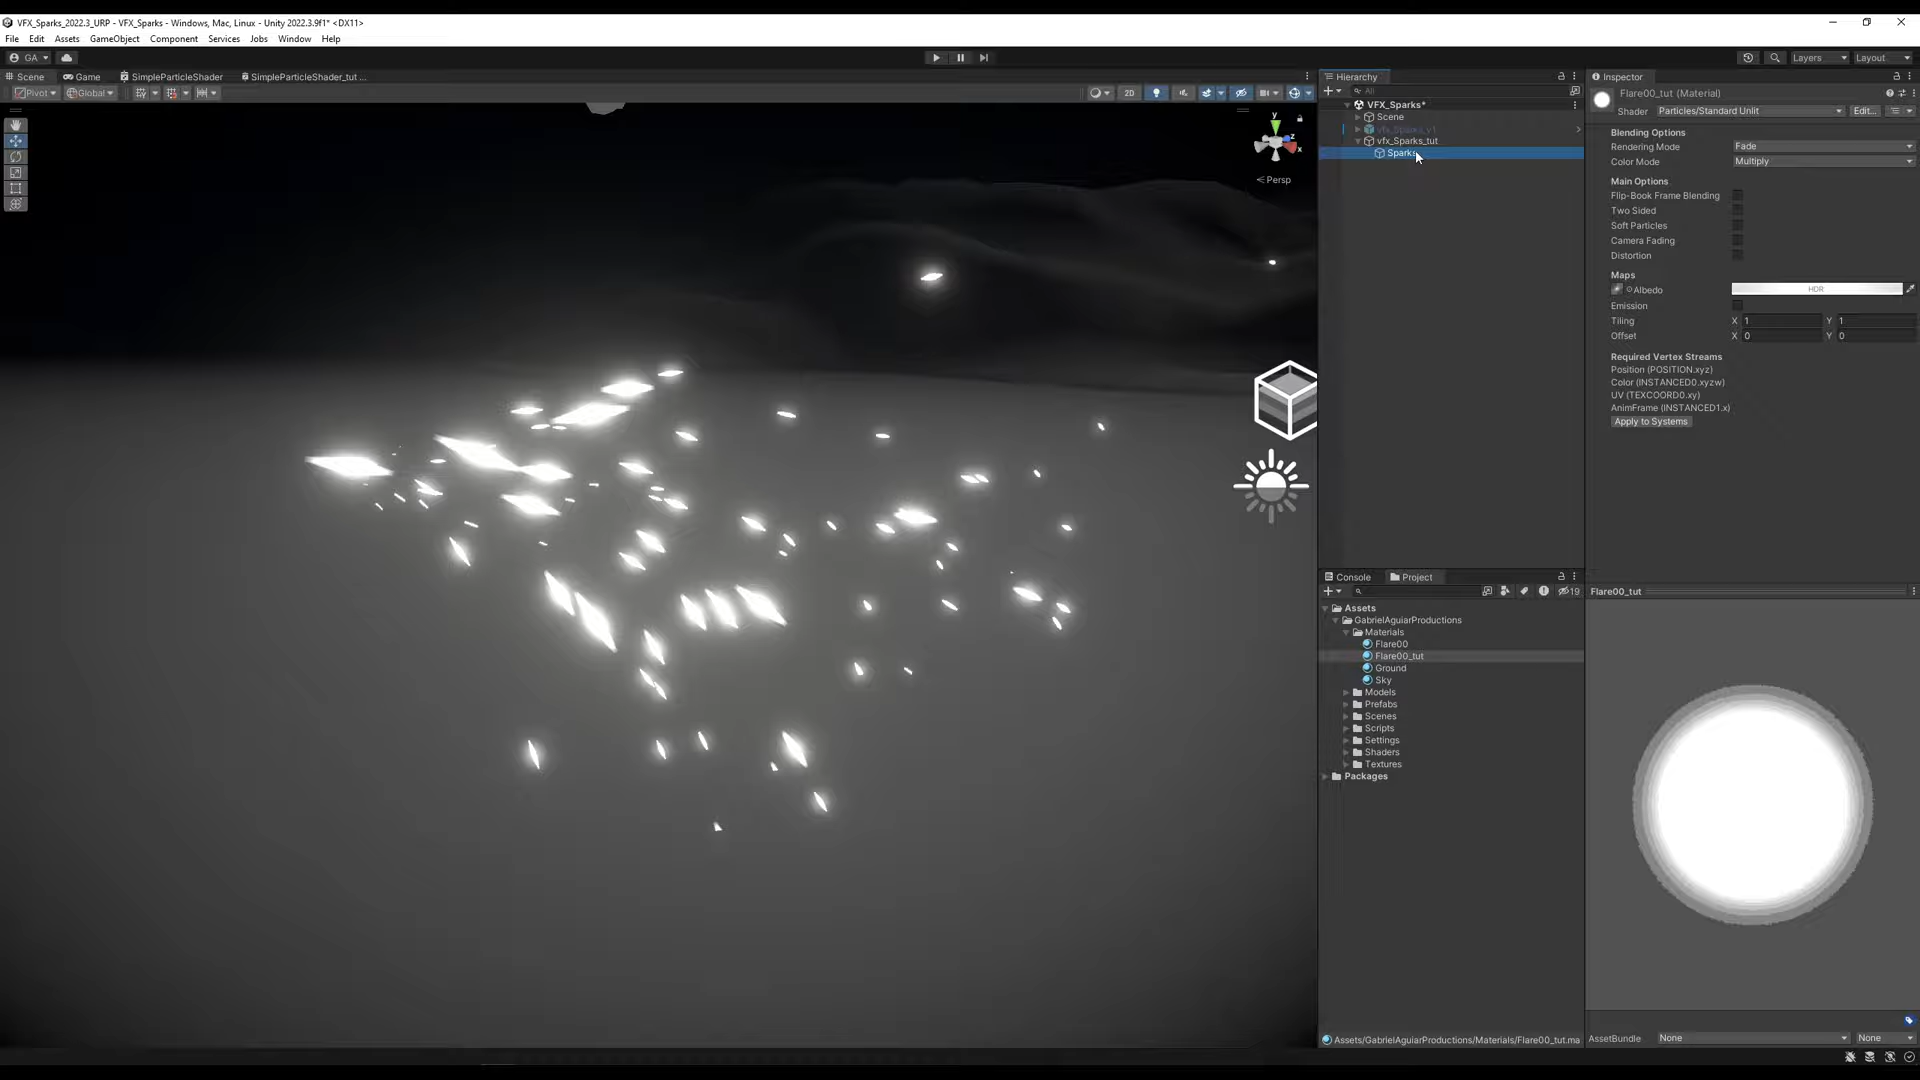 VFX_Sparks_2022.3_URP - VFX_Sparks - Windows, Mac, Linux - Unity 2022.3.9f1* <DX11>
File Edit Assets GameObject Component Services Jobs Window Help
GA
Layers Layout
Scene Game SimpleParticleShader SimpleParticleShader_tut ...
Pivot Global 2D
y
z
x
Persp
Hierarchy
All
VFX_Sparks*
Scene
vfx_Sparks_v1
vfx_Sparks_tut
Sparks
Console Project
19
Assets
GabrielAguiarProductions
Materials
Flare00
Flare00_tut
Ground
Sky
Models
Prefabs
Scenes
Scripts
Settings
Shaders
Textures
Packages
Assets/GabrielAguiarProductions/Materials/Flare00_tut.ma
Inspector
Flare00_tut (Material)
Shader Particles/Standard Unlit Edit...
Blending Options
Rendering Mode Fade
Color Mode Multiply
Main Options
Flip-Book Frame Blending
Two Sided
Soft Particles
Camera Fading
Distortion
Maps
Albedo HDR
Emission
Tiling X 1 Y 1
Offset X 0 Y 0
Required Vertex Streams
Position (POSITION.xyz)
Color (INSTANCED0.xyzw)
UV (TEXCOORD0.xy)
AnimFrame (INSTANCED1.x)
Apply to Systems
Flare00_tut
AssetBundle None None